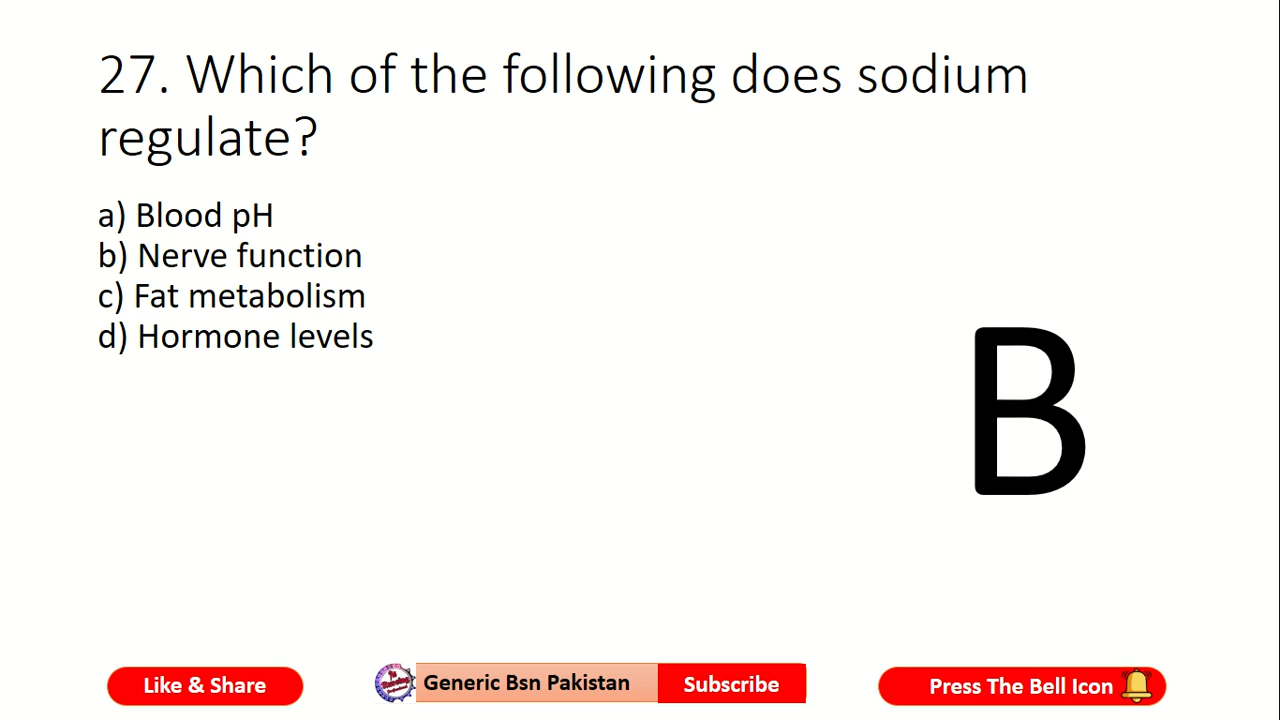 27. Which of the following does sodium
regulate?
a) Blood pH
b) Nerve function
c) Fat metabolism
d) Hormone levels
B
Like & Share
Generic Bsn Pakistan
Subscribe
Press The Bell Icon